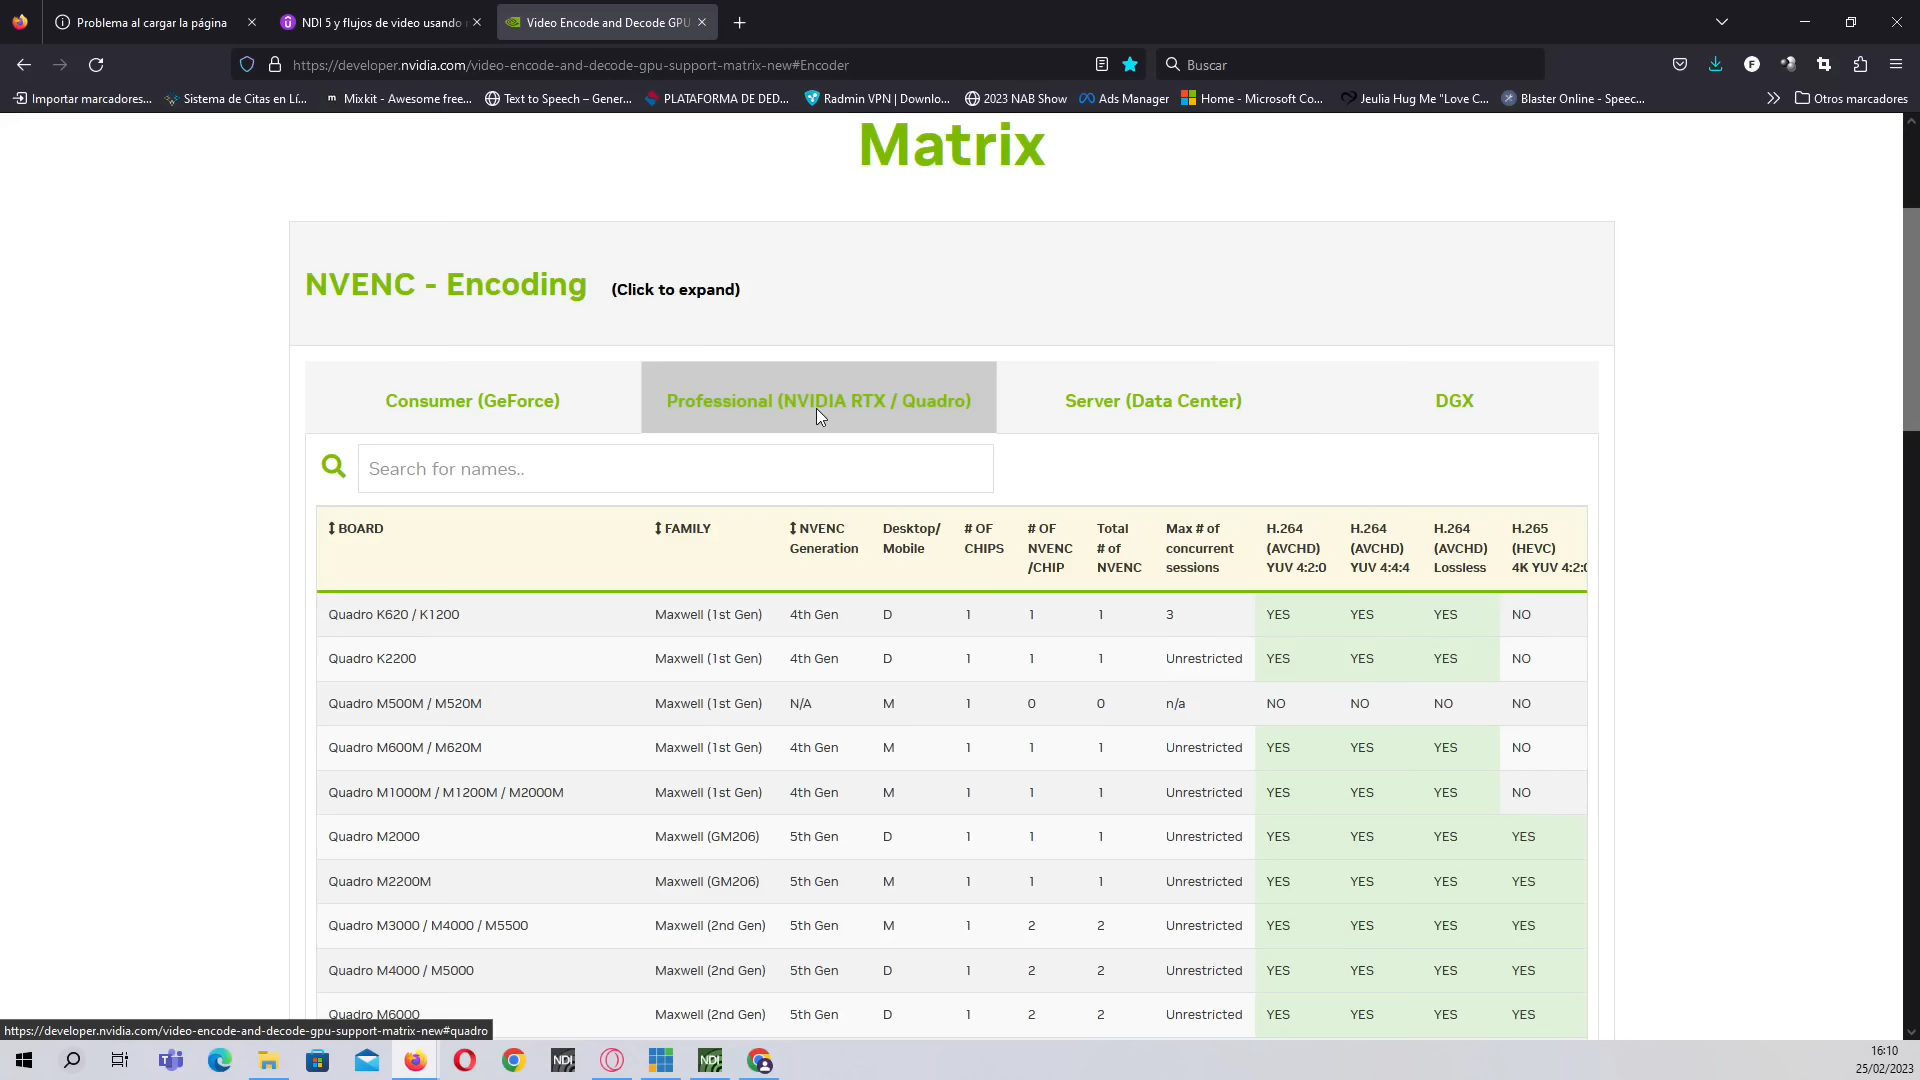 Problema al cargar la página
NDI 5 y flujos de video usando
Video Encode and Decode GPU
https://developer.nvidia.com/video-encode-and-decode-gpu-support-matrix-new#Encoder
Buscar
Importar marcadores...
Sistema de Citas en Lí...
Mixkit - Awesome free...
Text to Speech – Gener...
PLATAFORMA DE DED...
Radmin VPN | Downlo...
2023 NAB Show
Ads Manager
Home - Microsoft Co...
Jeulia Hug Me "Love C...
Blaster Online - Speec...
Otros marcadores
Matrix
NVENC - Encoding (Click to expand)
Consumer (GeForce)
Professional (NVIDIA RTX / Quadro)
Server (Data Center)
DGX
Search for names..
BOARD
FAMILY
NVENC
Generation
Desktop/
Mobile
# OF
CHIPS
# OF
NVENC
/CHIP
Total
# of
NVENC
Max # of
concurrent
sessions
H.264
(AVCHD)
YUV 4:2:0
H.264
(AVCHD)
YUV 4:4:4
H.264
(AVCHD)
Lossless
H.265
(HEVC)
4K YUV 4:2:0
Quadro K620 / K1200 Maxwell (1st Gen) 4th Gen D 1 1 1 3 YES YES YES NO
Quadro K2200 Maxwell (1st Gen) 4th Gen D 1 1 1 Unrestricted YES YES YES NO
Quadro M500M / M520M Maxwell (1st Gen) N/A M 1 0 0 n/a NO NO NO NO
Quadro M600M / M620M Maxwell (1st Gen) 4th Gen M 1 1 1 Unrestricted YES YES YES NO
Quadro M1000M / M1200M / M2000M Maxwell (1st Gen) 4th Gen M 1 1 1 Unrestricted YES YES YES NO
Quadro M2000 Maxwell (GM206) 5th Gen D 1 1 1 Unrestricted YES YES YES YES
Quadro M2200M Maxwell (GM206) 5th Gen M 1 1 1 Unrestricted YES YES YES YES
Quadro M3000 / M4000 / M5500 Maxwell (2nd Gen) 5th Gen M 1 2 2 Unrestricted YES YES YES YES
Quadro M4000 / M5000 Maxwell (2nd Gen) 5th Gen D 1 2 2 Unrestricted YES YES YES YES
Quadro M6000 Maxwell (2nd Gen) 5th Gen D 1 2 2 Unrestricted YES YES YES YES
https://developer.nvidia.com/video-encode-and-decode-gpu-support-matrix-new#quadro
NDI
NDI
16:10
25/02/2023